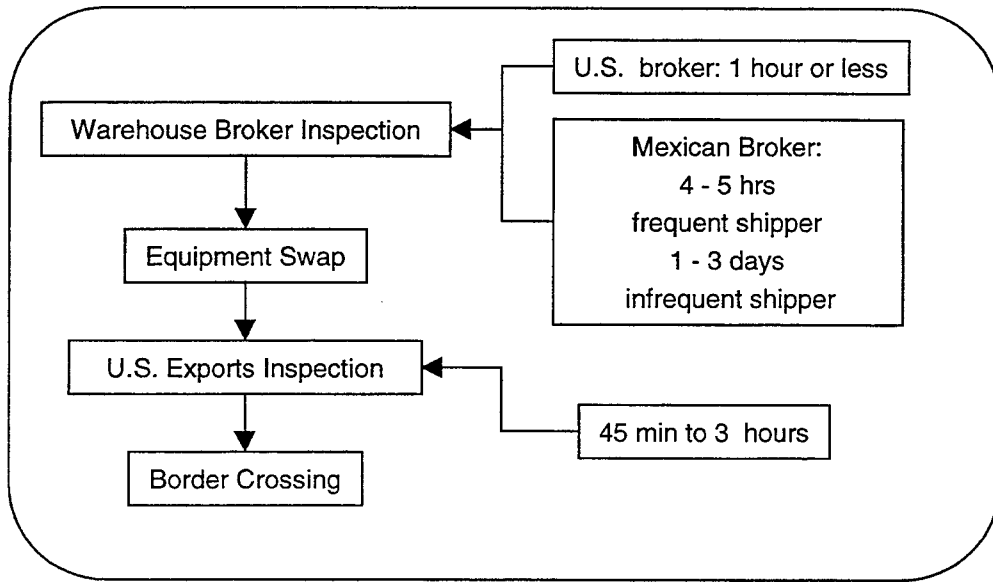 U.S. broker: 1 hour or less
Warehouse Broker Inspection
Mexican Broker:
4 - 5 hrs
frequent shipper
1 - 3 days
infrequent shipper
Equipment Swap
U.S. Exports Inspection
45 min to 3 hours
Border Crossing